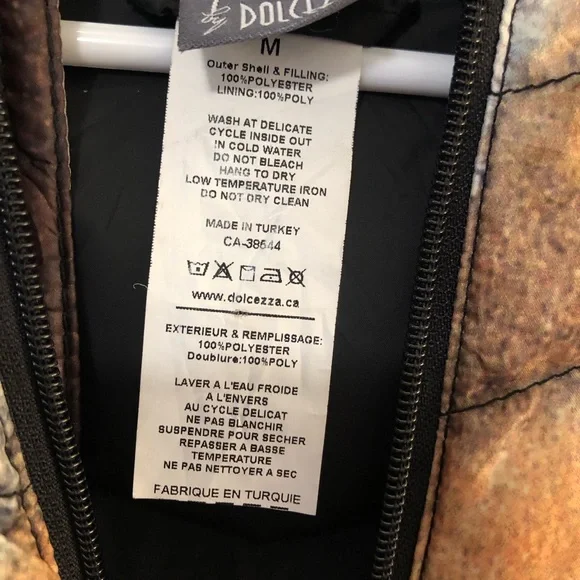 by DOLCEZZA
M
Outer Shell & FILLING:
100%POLYESTER
LINING:100%POLY
WASH AT DELICATE
CYCLE INSIDE OUT
IN COLD WATER
DO NOT BLEACH
HANG TO DRY
LOW TEMPERATURE IRON
DO NOT DRY CLEAN
MADE IN TURKEY
CA-38544
www.dolcezza.ca
EXTERIEUR & REMPLISSAGE:
100%POLYESTER
Doublure:100%POLY
LAVER A L'EAU FROIDE
A L'ENVERS
AU CYCLE DELICAT
NE PAS BLANCHIR
SUSPENDRE POUR SECHER
REPASSER A BASSE
TEMPERATURE
NE PAS NETTOYER A SEC
FABRIQUE EN TURQUIE